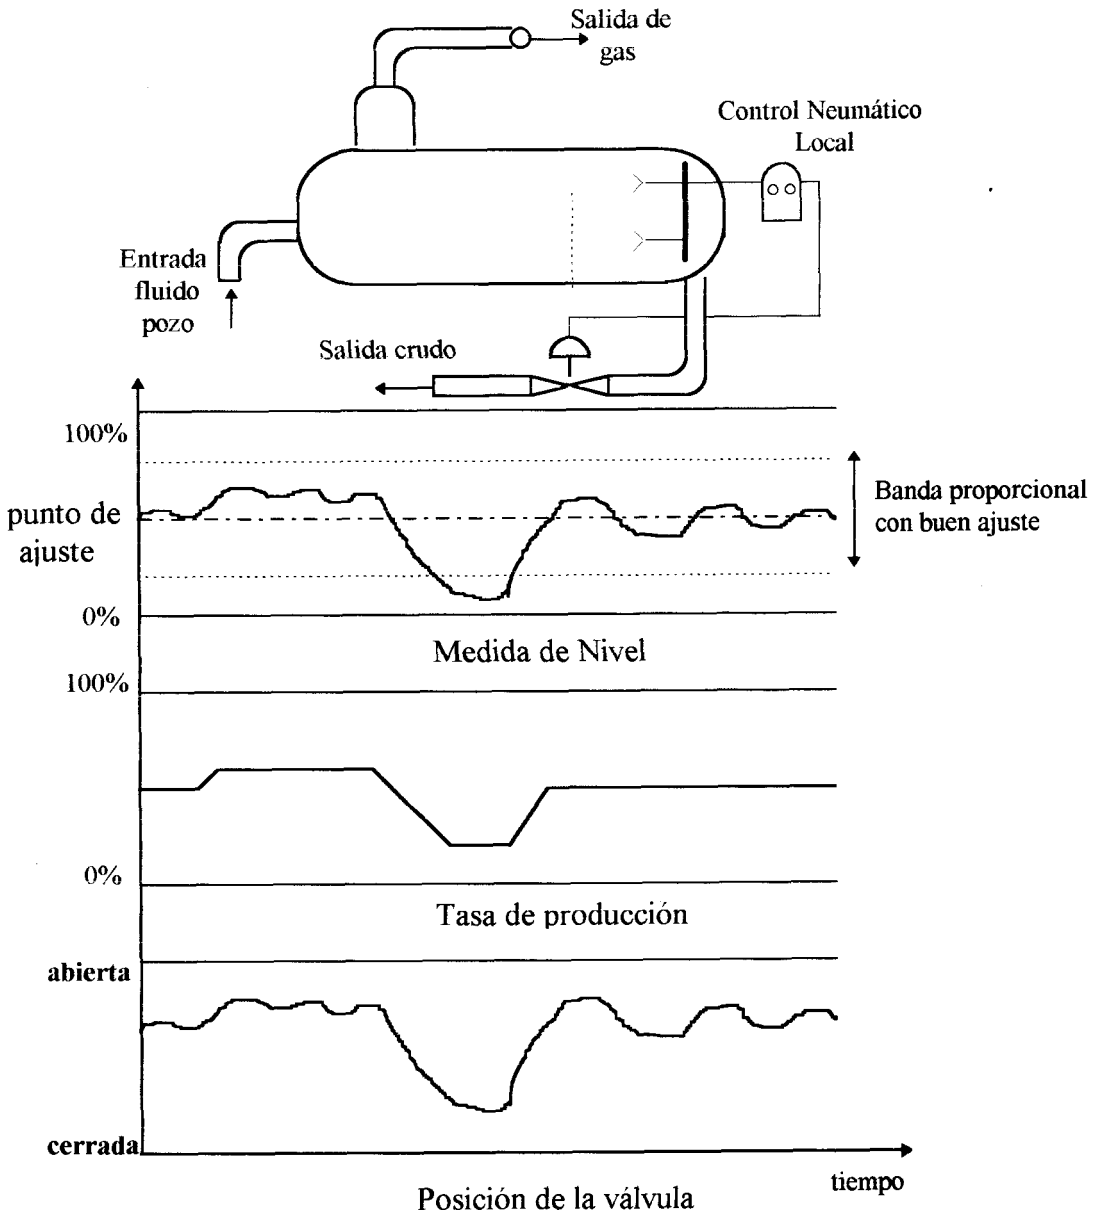 Salida de
gas
Control Neumático
Local
Entrada
fluido
pozo
Salida crudo
100%
punto de
ajuste
0%
Banda proporcional
con buen ajuste
Medida de Nivel
100%
0%
Tasa de producción
abierta
cerrada
tiempo
Posición de la válvula